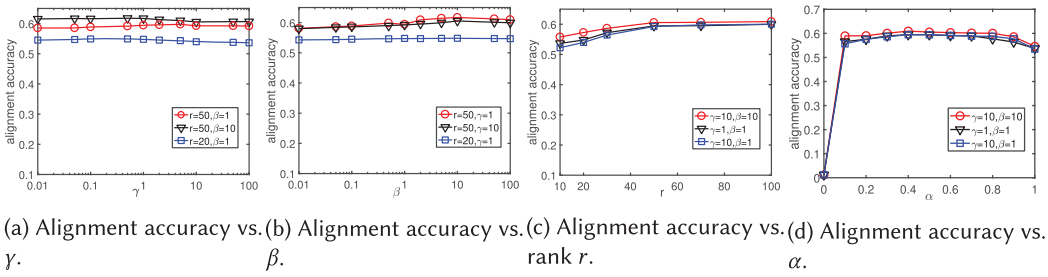 alignment accuracy
0.6
0.5
0.4
0.3
0.2
0.1
r=50,β=1
r=50,β=10
r=20,β=1
0.01
0.1
1
10
100
γ
alignment accuracy
0.6
0.5
0.4
0.3
0.2
0.1
r=50,γ=1
r=50,γ=10
r=20,γ=1
0.01
0.1
1
10
100
β
alignment accuracy
0.6
0.5
0.4
0.3
0.2
0.1
γ=10,β=10
γ=1,β=1
γ=10,β=1
10
20
40
60
80
100
r
alignment accuracy
0.7
0.6
0.5
0.4
0.3
0.2
0.1
0
γ=10,β=10
γ=1,β=1
γ=10,β=1
0
0.2
0.4
0.6
0.8
1
α
(a) Alignment accuracy vs.
γ.
(b) Alignment accuracy vs.
β.
(c) Alignment accuracy vs.
rank r.
(d) Alignment accuracy vs.
α.